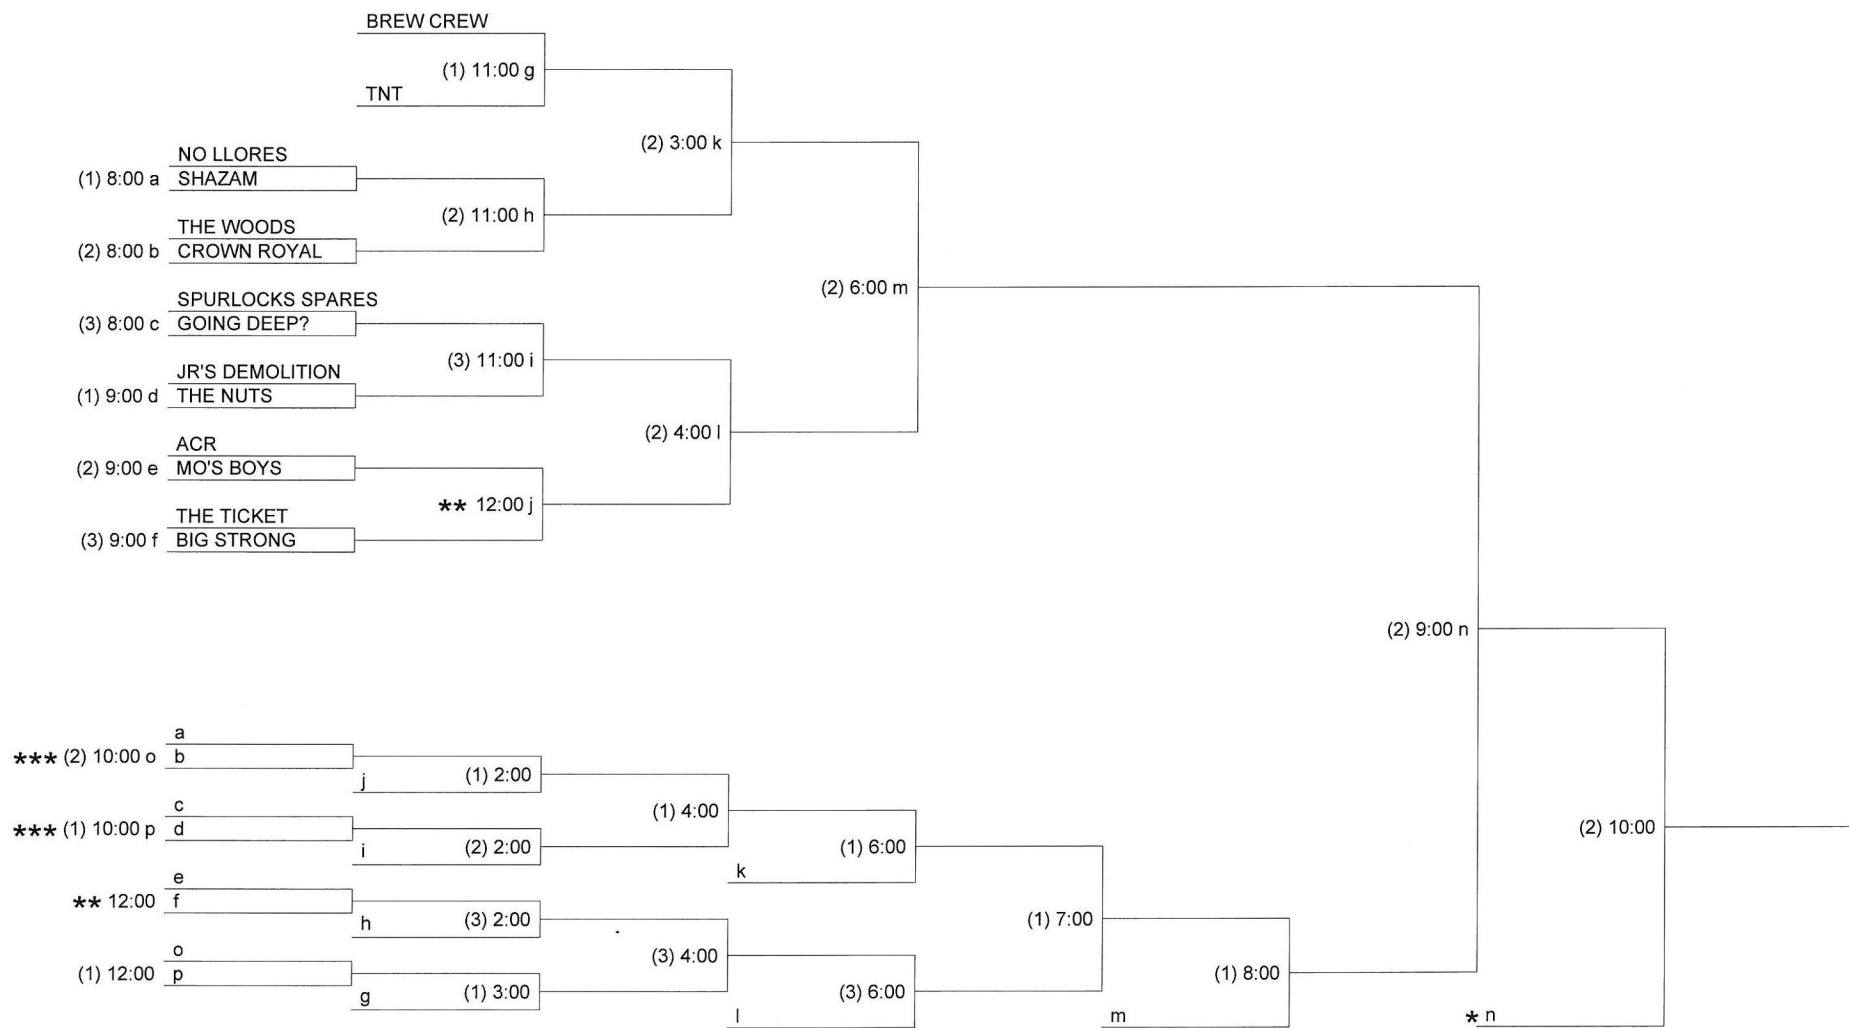 BREW CREW
(1) 11:00 g
TNT
(2) 3:00 k
NO LLORES
(1) 8:00 a
SHAZAM
(2) 11:00 h
THE WOODS
(2) 8:00 b
CROWN ROYAL
(2) 6:00 m
SPURLOCKS SPARES
(3) 8:00 c
GOING DEEP?
(3) 11:00 i
JR'S DEMOLITION
(1) 9:00 d
THE NUTS
(2) 4:00 l
ACR
(2) 9:00 e
MO'S BOYS
** 12:00 j
THE TICKET
(3) 9:00 f
BIG STRONG
(2) 9:00 n
a
*** (2) 10:00 o
b
j
(1) 2:00
(1) 4:00
c
*** (1) 10:00 p
d
i
(2) 2:00
(1) 6:00
k
(2) 10:00
e
** 12:00
f
h
(3) 2:00
(1) 7:00
(3) 4:00
o
(1) 12:00
p
g
(1) 3:00
(3) 6:00
l
(1) 8:00
m
* n